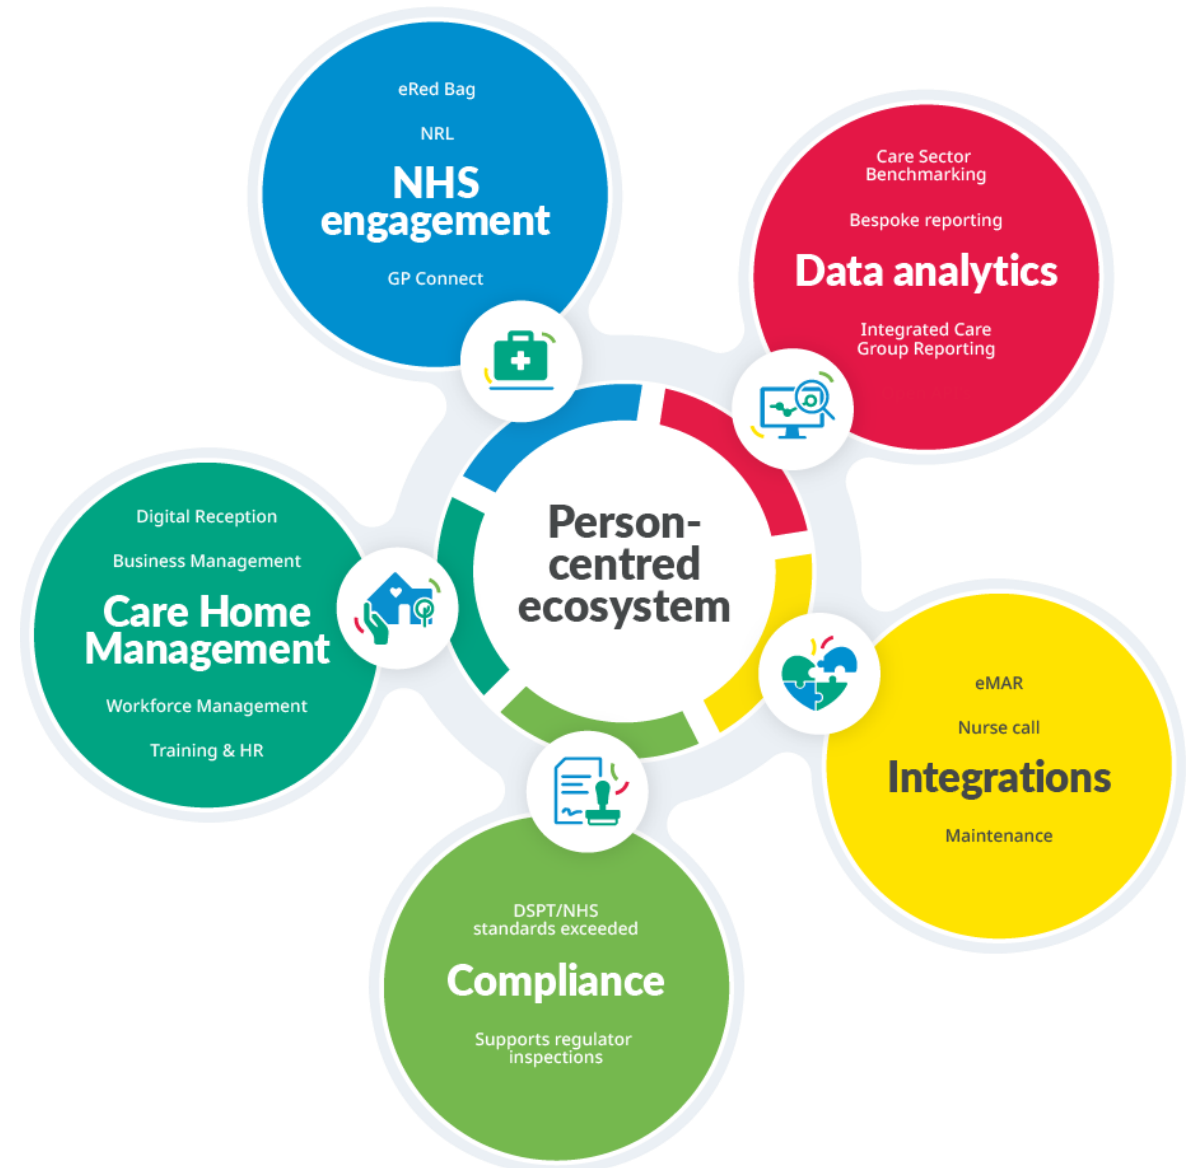 eRed Bag
NRL
NHS
engagement
GP Connect
Care Sector
Benchmarking
Bespoke reporting
Data analytics
Integrated Care
Group Reporting
Person-
centred
ecosystem
Digital Reception
Business Management
Care Home
Management
Workforce Management
Training & HR
eMAR
Nurse call
Integrations
Maintenance
DSPT/NHS
standards exceeded
Compliance
Supports regulator
inspections